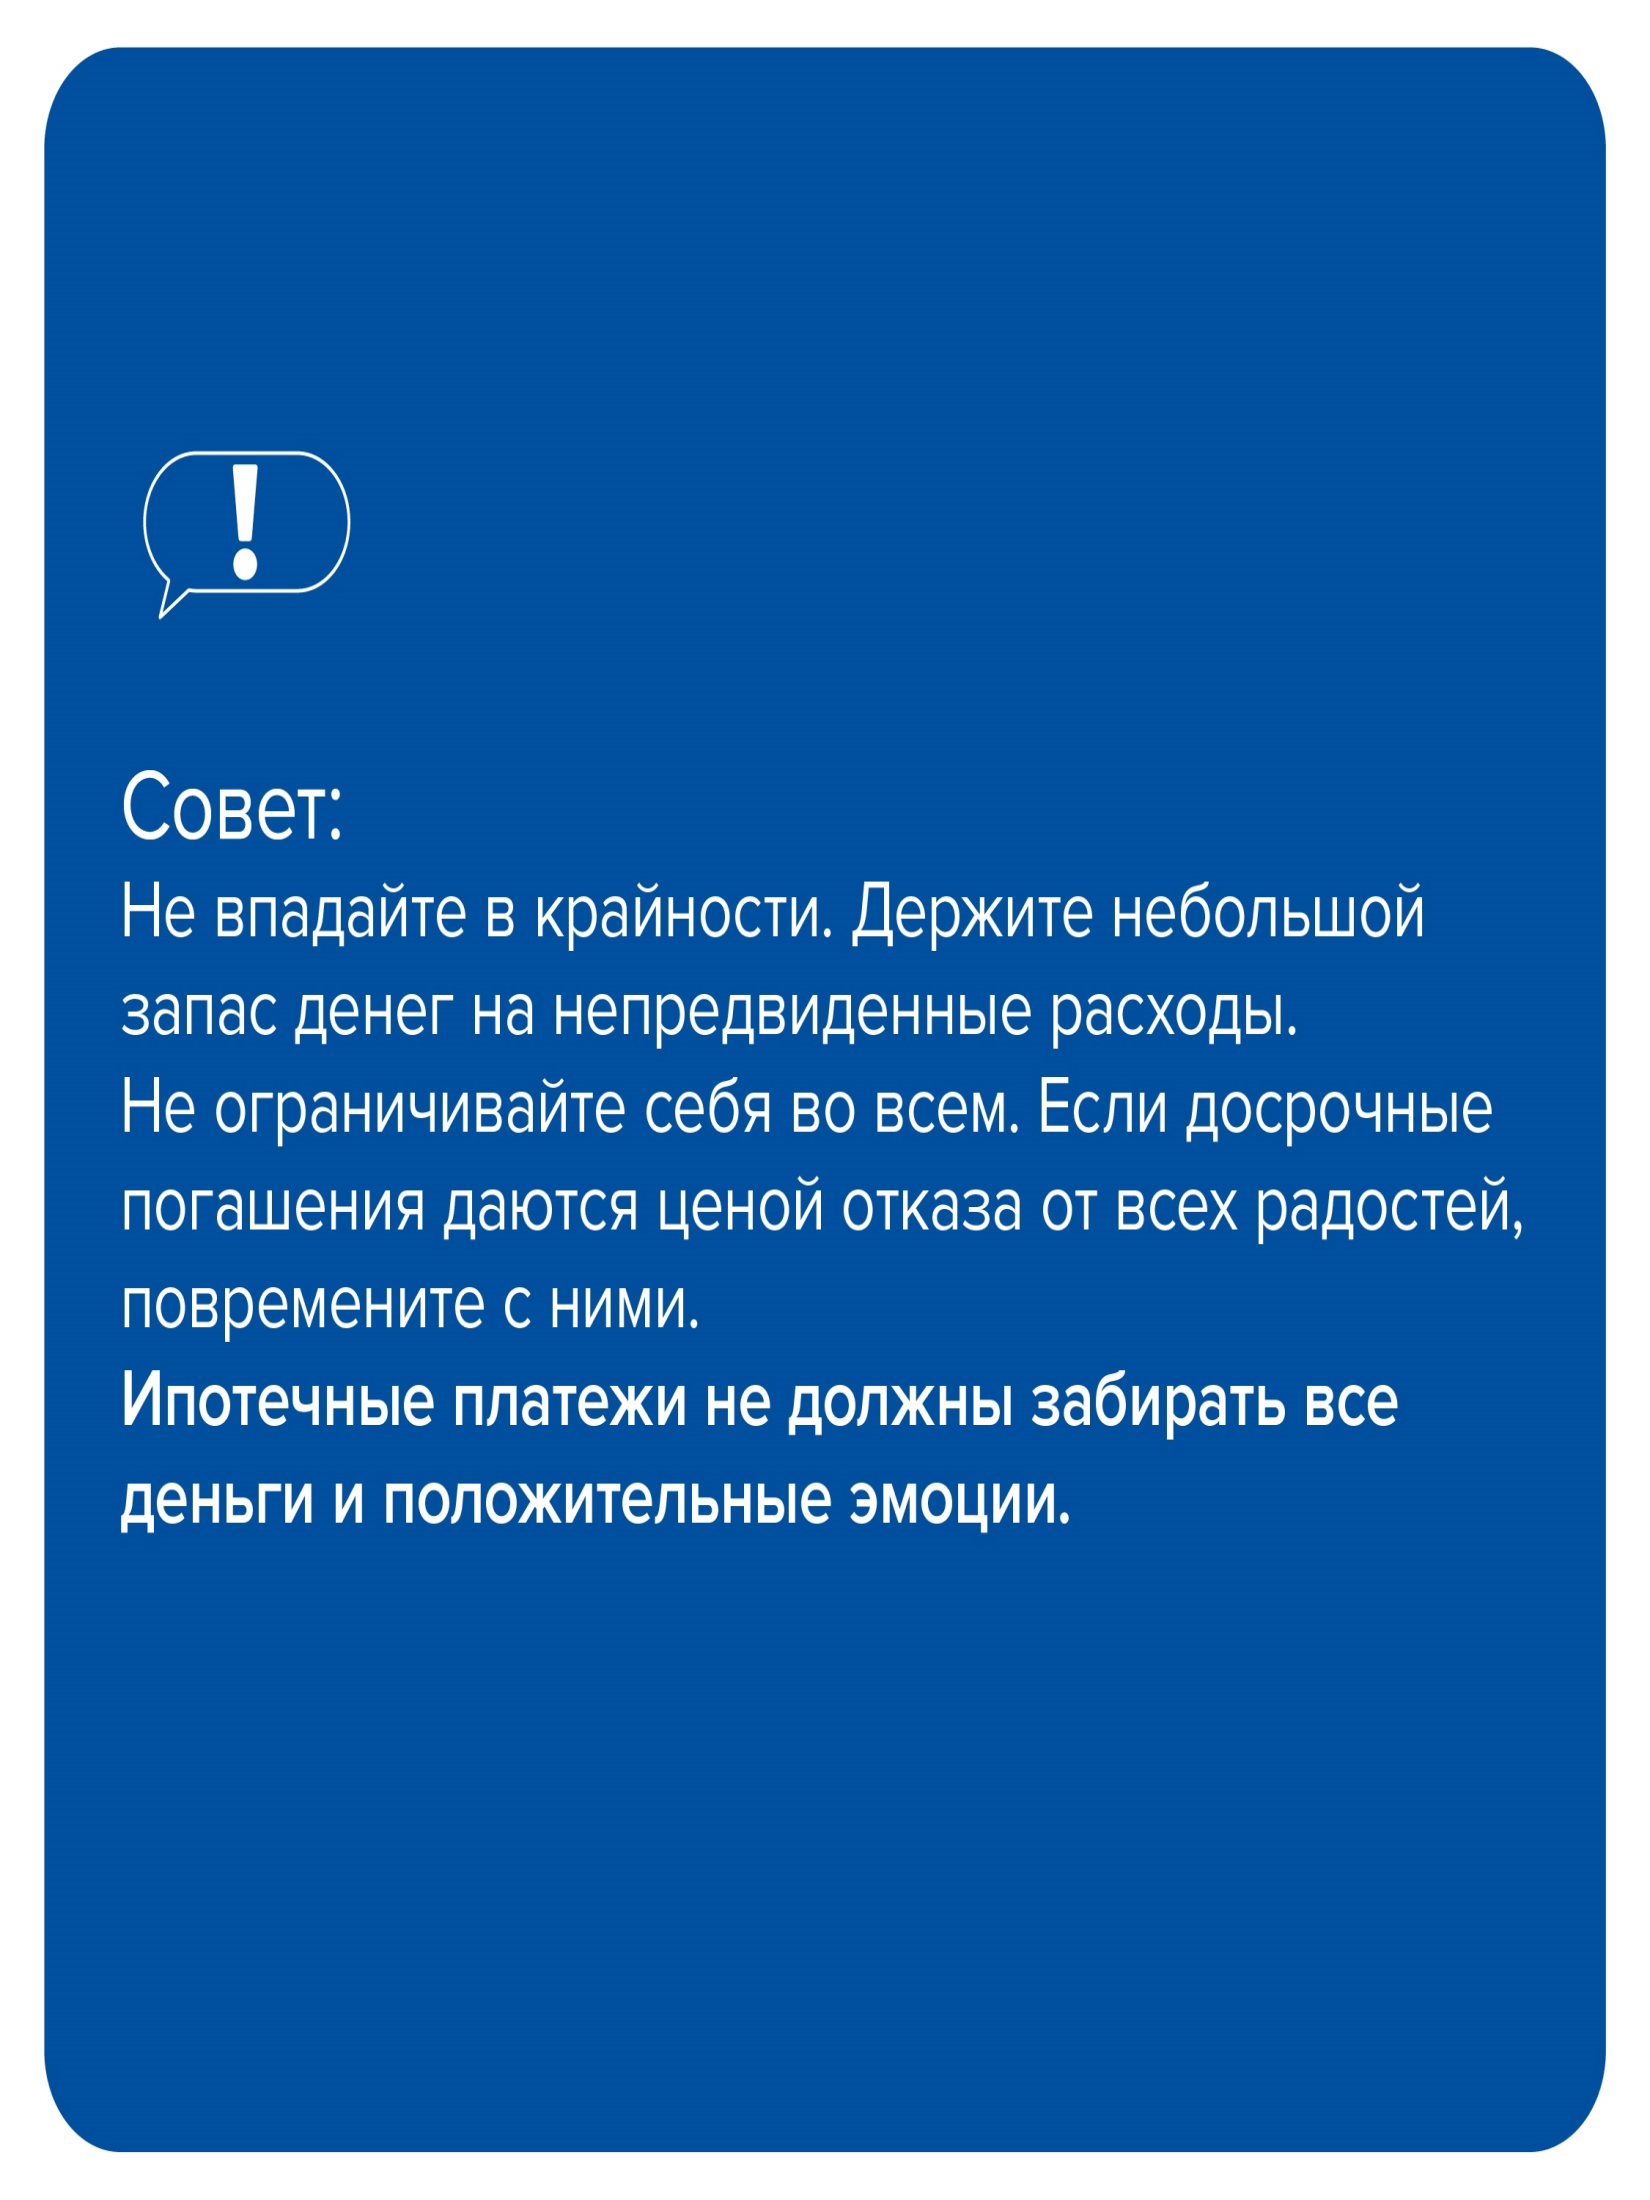 !
Совет:
Не впадайте в крайности. Держите небольшой
запас денег на непредвиденные расходы.
Не ограничивайте себя во всем. Если досрочные
погашения даются ценой отказа от всех радостей,
повремените с ними.
Ипотечные платежи не должны забирать все
деньги и положительные эмоции.